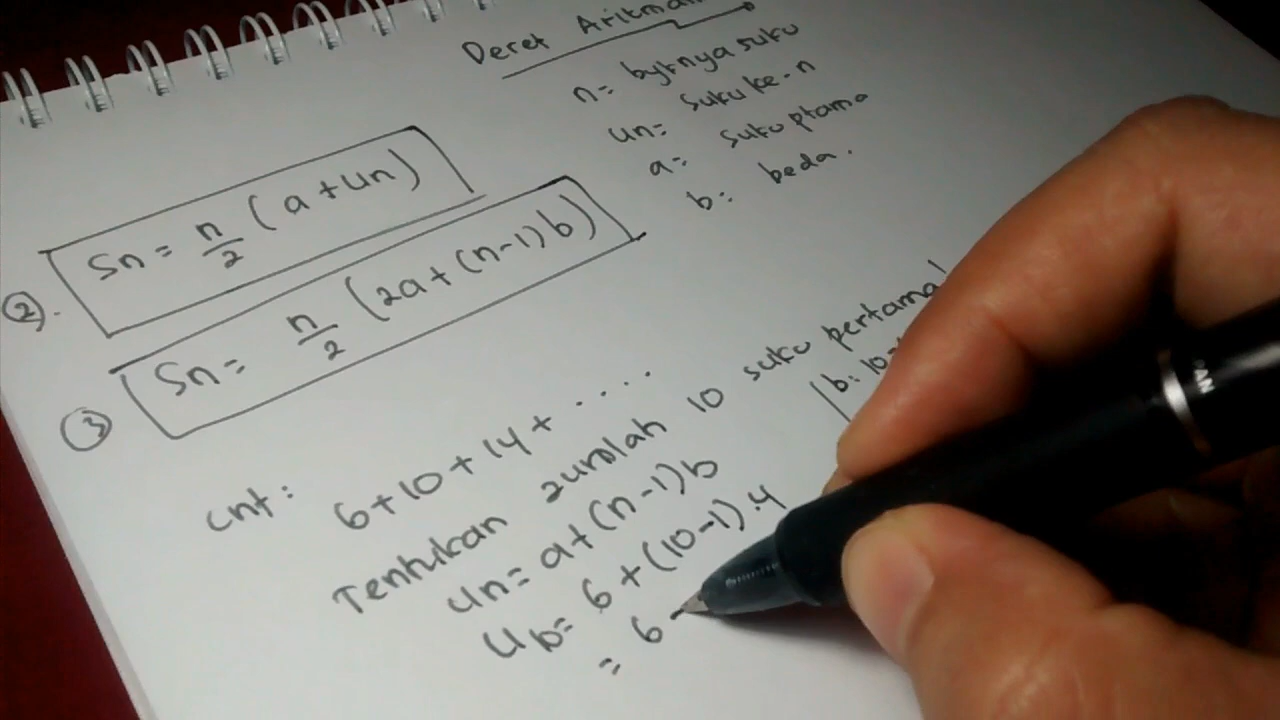 Deret Aritma
n= byknya suku
Un= suku ke-n
a= suku ptama
b= beda.
②. Sn = n/2 (a+Un)
③ Sn = n/2 (2a+(n-1)b)
Cnt: 6+10+14+....
Tentukan Jumlah 10 suku pertama!
b: 10-
Un = a+(n-1)b
U10= 6+(10-1).4
= 6
AN